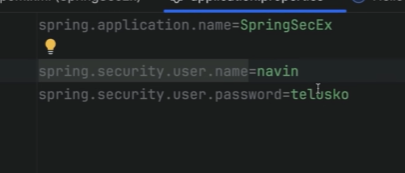 spring.application.name=SpringSecEx
spring.security.user.name=navin
spring.security.user.password=telusko